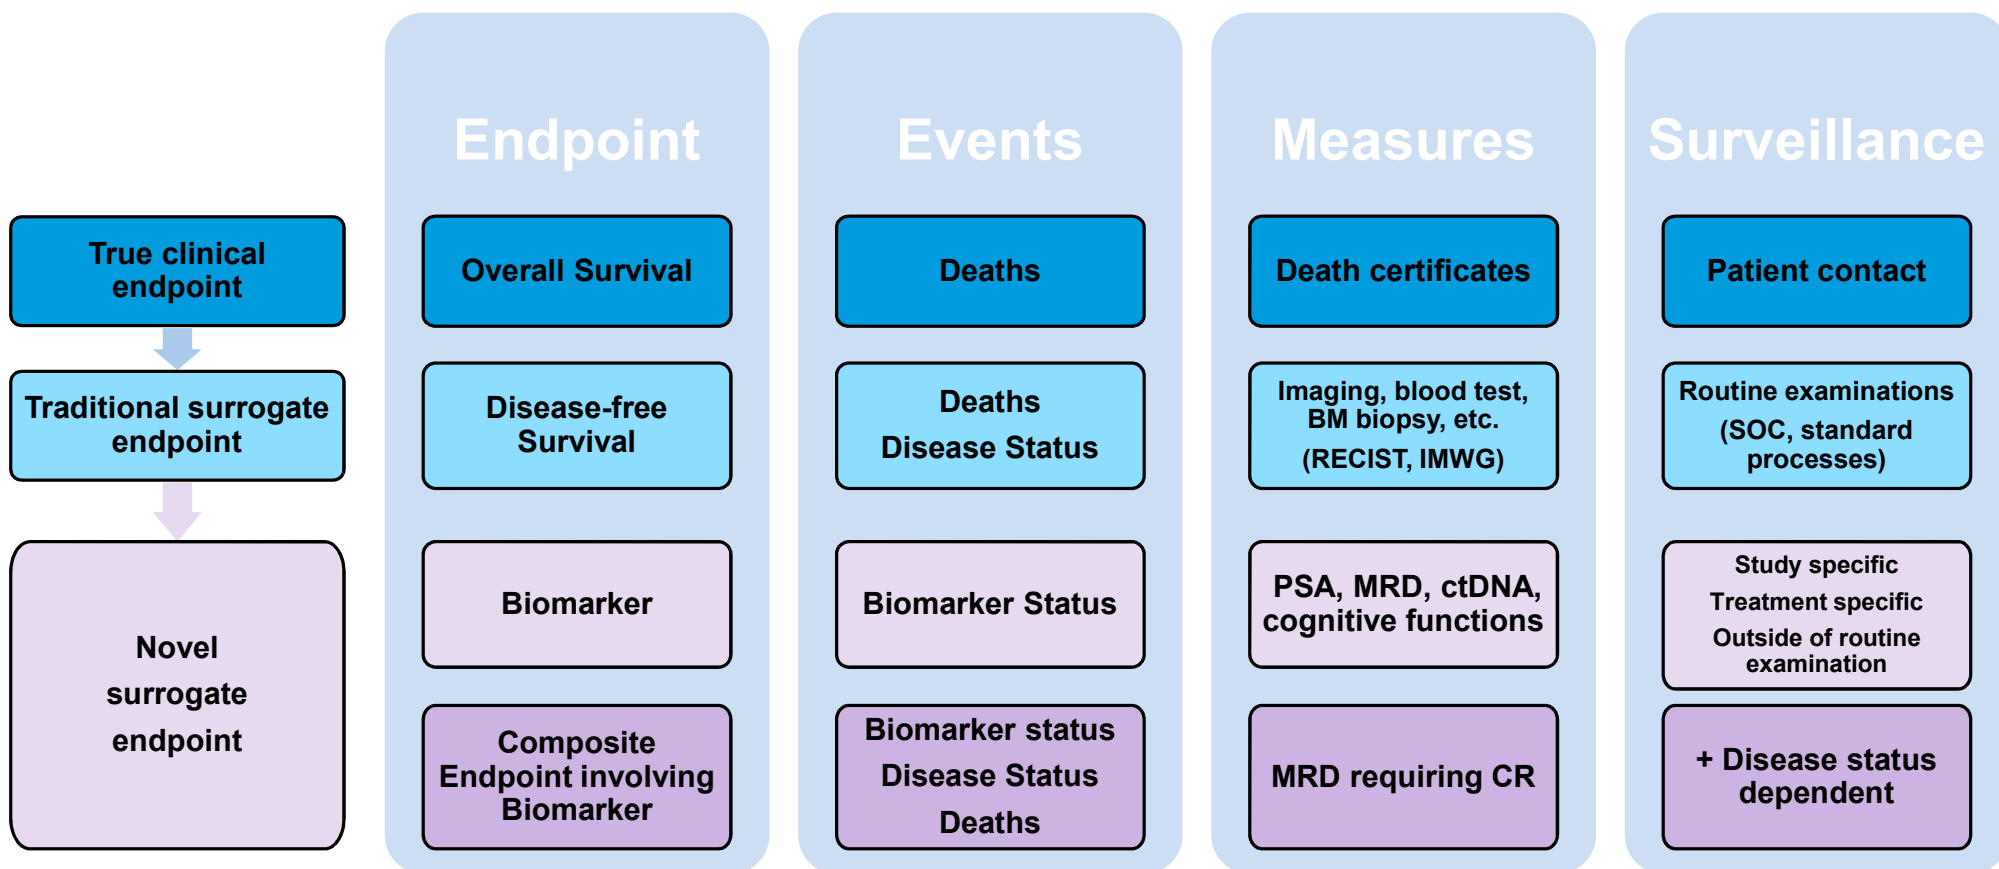 Endpoint
Events
Measures
Surveillance
True clinical
endpoint
Overall Survival
Deaths
Death certificates
Patient contact
Traditional surrogate
endpoint
Disease-free
Survival
Deaths
Disease Status
Imaging, blood test,
BM biopsy, etc.
(RECIST, IMWG)
Routine examinations
(SOC, standard
processes)
Novel
surrogate
endpoint
Biomarker
Biomarker Status
PSA, MRD, ctDNA,
cognitive functions
Study specific
Treatment specific
Outside of routine
examination
Composite
Endpoint involving
Biomarker
Biomarker status
Disease Status
Deaths
MRD requiring CR
+ Disease status
dependent